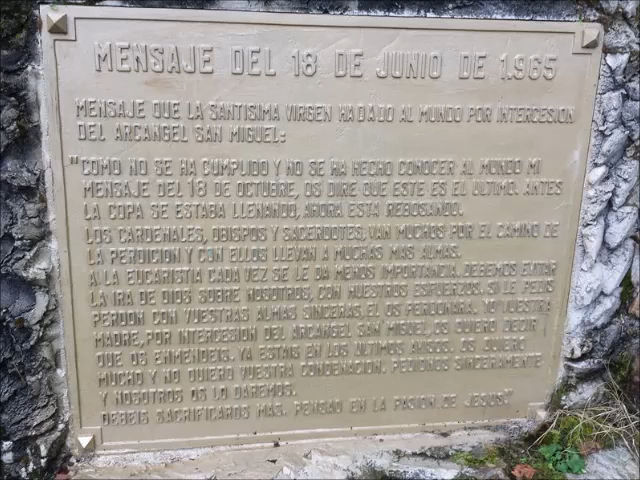 MENSAJE DEL 18 DE JUNIO DE 1.965
MENSAJE QUE LA SANTISIMA VIRGEN HA DADO AL MUNDO POR INTERCESION
DEL ARCANGEL SAN MIGUEL:
"COMO NO SE HA CUMPLIDO Y NO SE HA HECHO CONOCER AL MUNDO MI
MENSAJE DEL 18 DE OCTUBRE, OS DIRE QUE ESTE ES EL ULTIMO. ANTES
LA COPA SE ESTABA LLENANDO, AHORA ESTA REBOSANDO.
LOS CARDENALES, OBISPOS Y SACERDOTES, VAN MUCHOS POR EL CAMINO DE
LA PERDICION Y CON ELLOS LLEVAN A MUCHAS MAS ALMAS.
A LA EUCARISTIA CADA VEZ SE LE DA MENOS IMPORTANCIA. DEBEMOS EVITAR
LA IRA DE DIOS SOBRE NOSOTROS, CON NUESTROS ESFUERZOS. SI LE PEDIS
PERDON CON VUESTRAS ALMAS SINCERAS, EL OS PERDONARA. YO VUESTRA
MADRE, POR INTERCESION DEL ARCANGEL SAN MIGUEL, OS QUIERO DECIR
QUE OS ENMENDEIS. YA ESTAIS EN LOS ULTIMOS AVISOS. OS QUIERO
MUCHO Y NO QUIERO VUESTRA CONDENACION. PEDIDNOS SINCERAMENTE
Y NOSOTROS OS LO DAREMOS.
DEBEIS SACRIFICAROS MAS. PENSAD EN LA PASION DE JESUS."